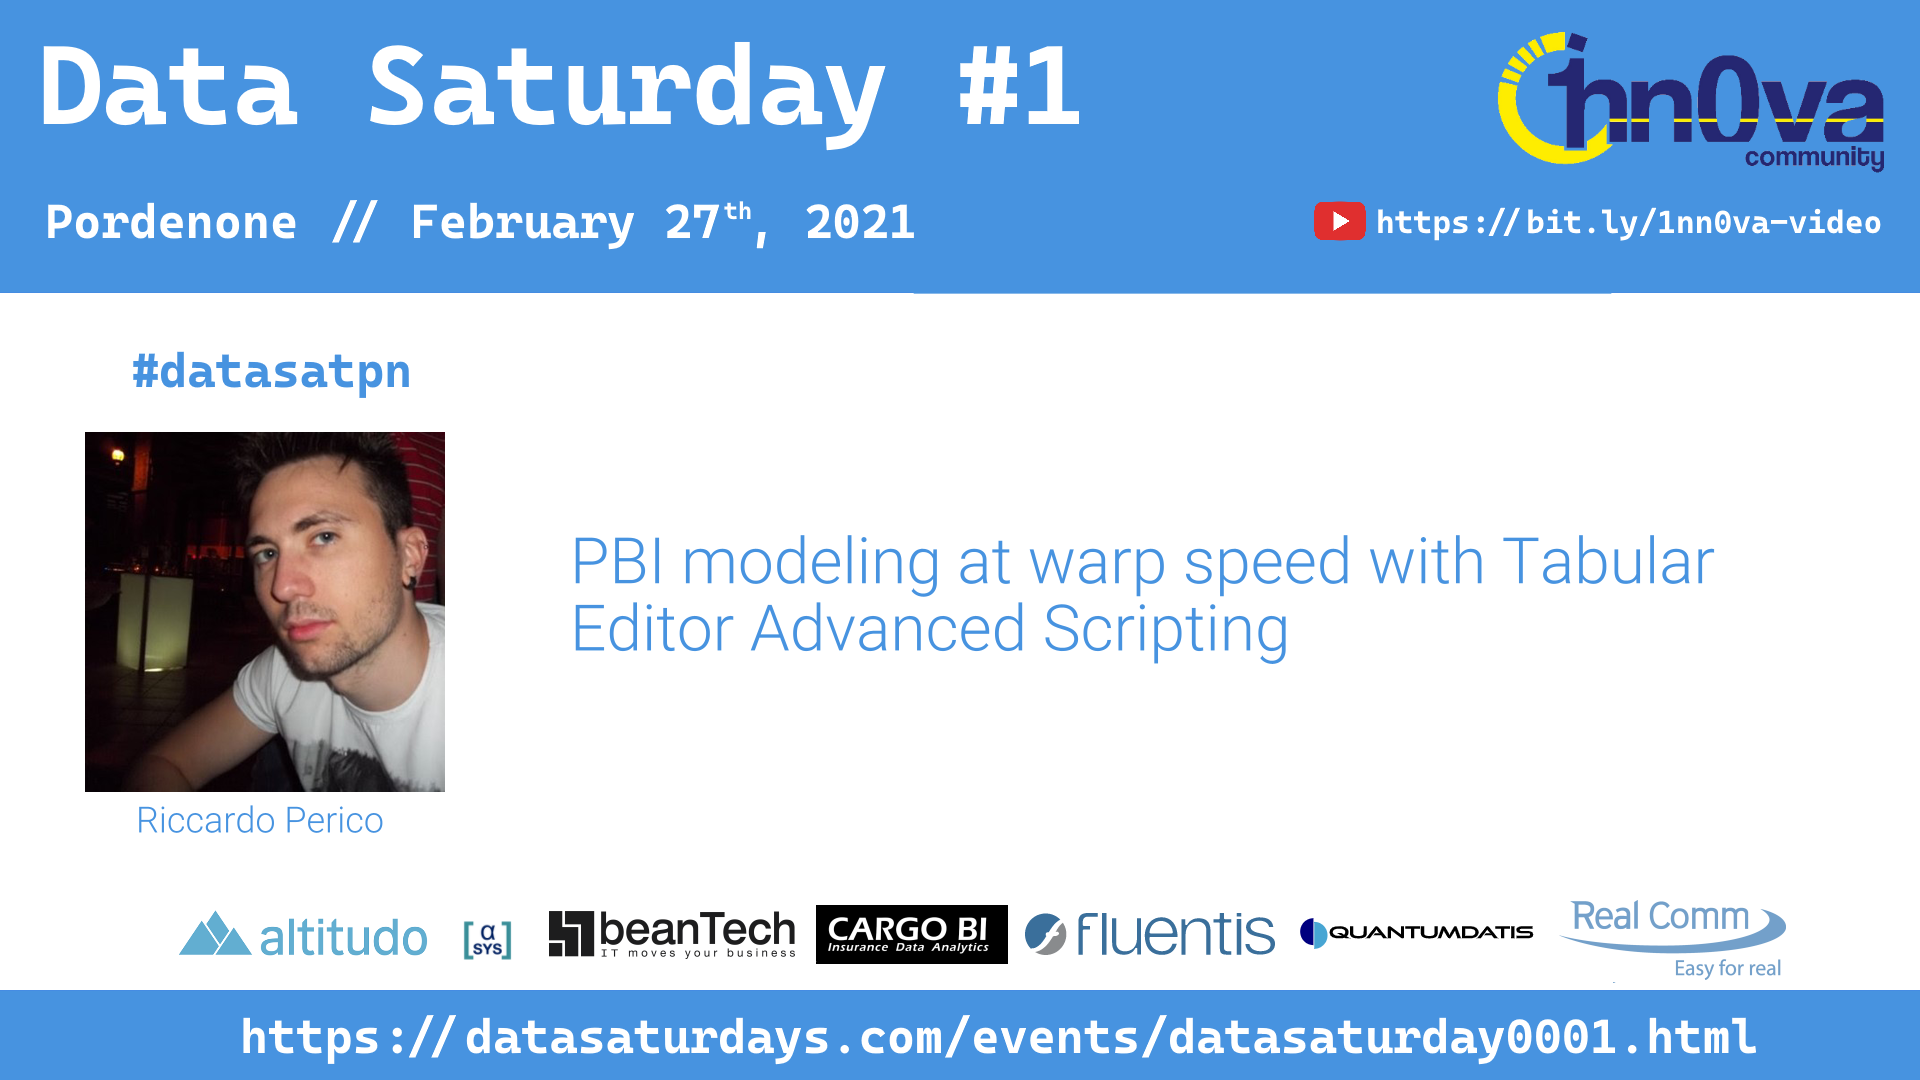 Data Saturday #1
1nn0va
community
Pordenone // February 27th, 2021
https://bit.ly/1nn0va-video
#datasatpn
PBI modeling at warp speed with Tabular
Editor Advanced Scripting
Riccardo Perico
altitudo
[α SYS]
beanTech
IT moves your business
CARGO BI
Insurance Data Analytics
fluentis
QUANTUMDATIS
Real Comm
Easy for real
https://datasaturdays.com/events/datasaturday0001.html